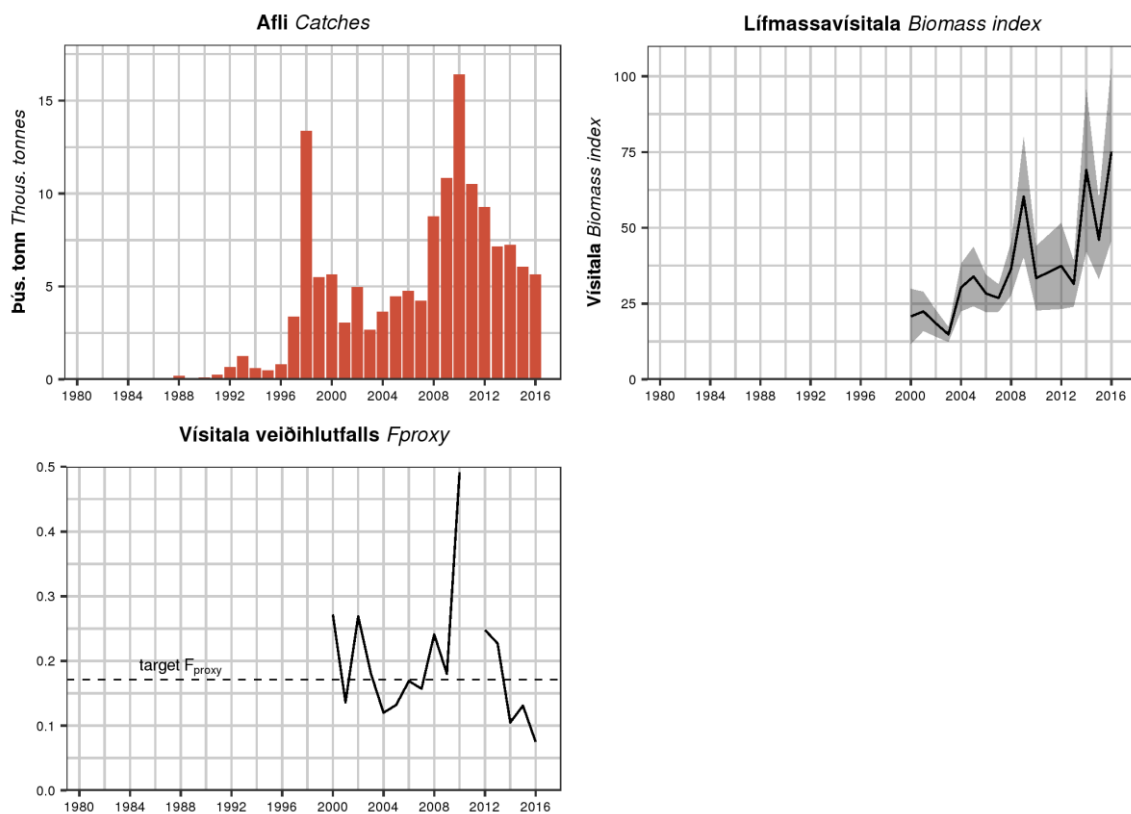 Afli Catches
Þús. tonn Thous. tonnes
15
10
5
0
1980 1984 1988 1992 1996 2000 2004 2008 2012 2016
Lífmassavísitala Biomass index
Vísitala Biomass index
100
75
50
25
0
1980 1984 1988 1992 1996 2000 2004 2008 2012 2016
Vísitala veiðihlutfalls Fproxy
0.5
0.4
0.3
0.2
0.1
0.0
target Fproxy
1980 1984 1988 1992 1996 2000 2004 2008 2012 2016